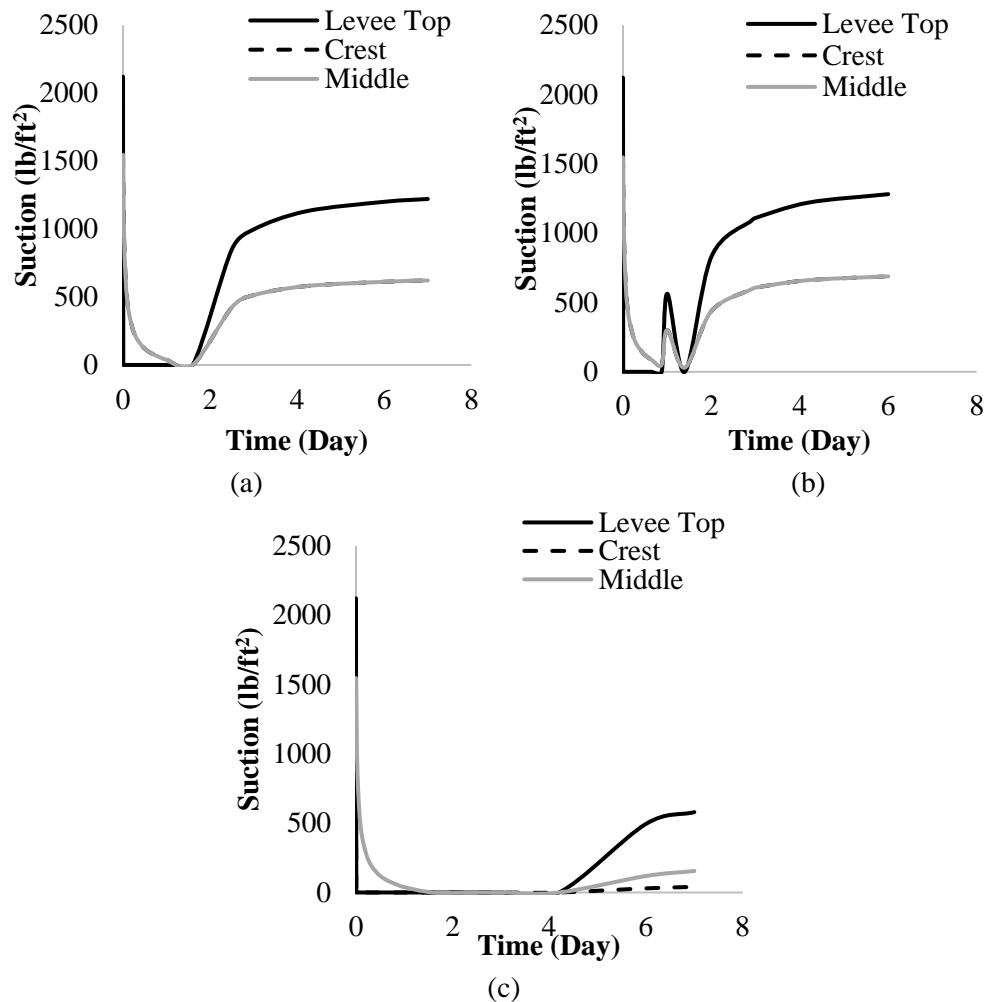 2500
2000
1500
1000
500
0
Suction (lb/ft²)
Levee Top
Crest
Middle
0 2 4 6 8
Time (Day)
(a)
2500
2000
1500
1000
500
0
Suction (lb/ft²)
Levee Top
Crest
Middle
0 2 4 6 8
Time (Day)
(b)
2500
2000
1500
1000
500
0
Suction (lb/ft²)
Levee Top
Crest
Middle
0 2 4 6 8
Time (Day)
(c)